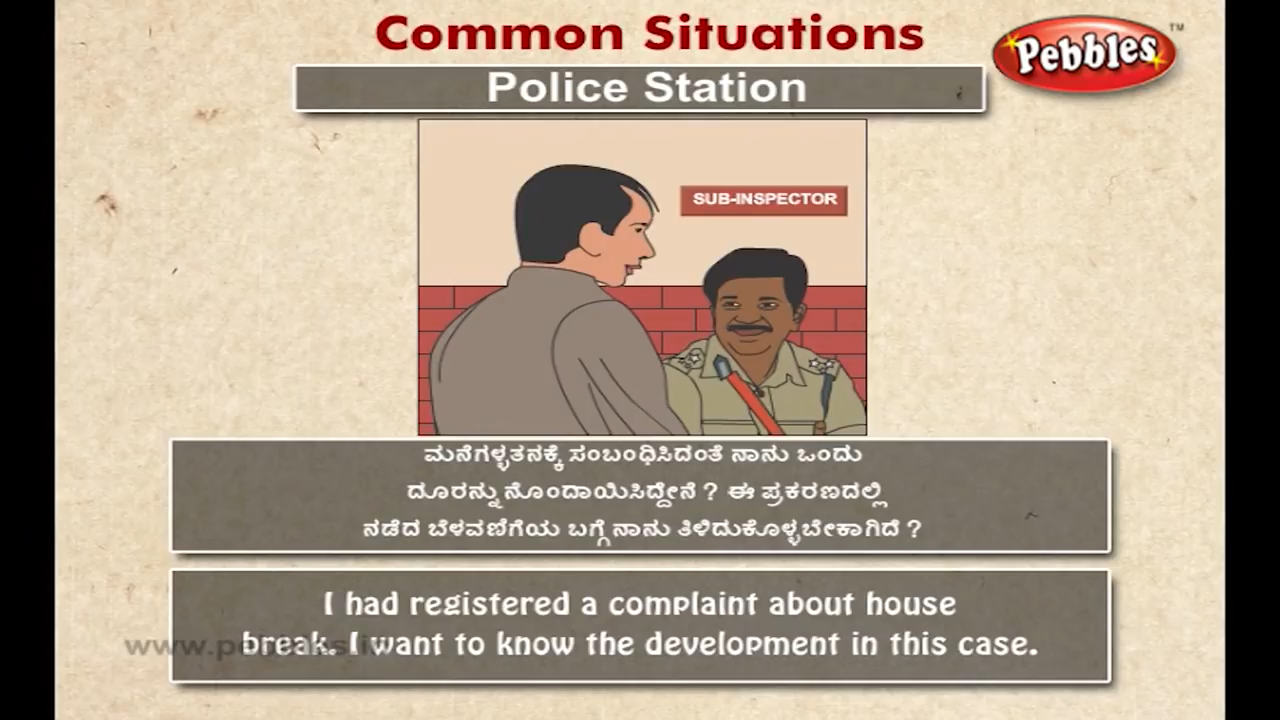 Common Situations
Pebbles™
Police Station
SUB-INSPECTOR
ಮನೆಗಳ್ಳತನಕ್ಕೆ ಸಂಬಂಧಿಸಿದಂತೆ ನಾನು ಒಂದು
ದೂರನ್ನು ನೊಂದಾಯಿಸಿದ್ದೇನೆ ? ಈ ಪ್ರಕರಣದಲ್ಲಿ
ನಡೆದ ಬೆಳವಣಿಗೆಯ ಬಗ್ಗೆ ನಾನು ತಿಳಿದುಕೊಳ್ಳಬೇಕಾಗಿದೆ ?
I had registered a complaint about house
break. I want to know the development in this case.